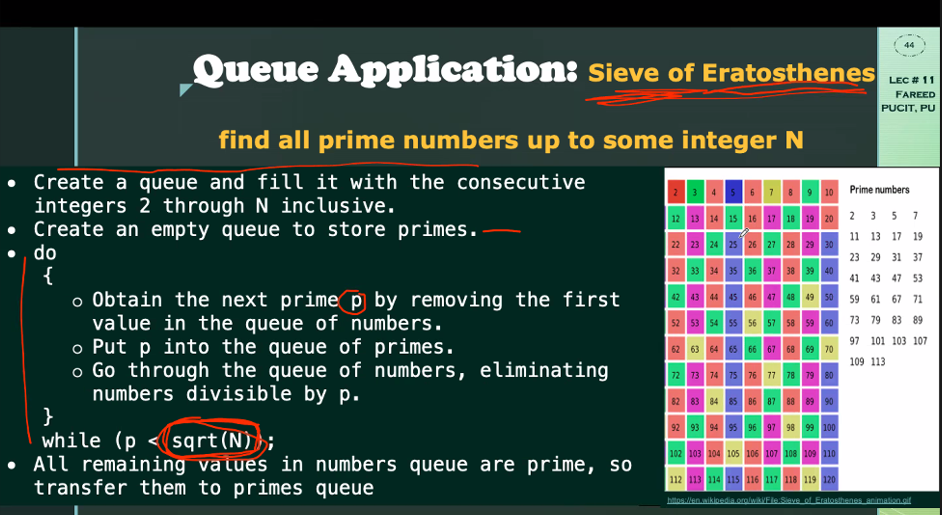 Queue Application: Sieve of Eratosthenes
find all prime numbers up to some integer N
44
LEC # 11
FAREED
PUCIT, PU
• Create a queue and fill it with the consecutive
integers 2 through N inclusive.
• Create an empty queue to store primes.
• do
{
o Obtain the next prime p by removing the first
value in the queue of numbers.
o Put p into the queue of primes.
o Go through the queue of numbers, eliminating
numbers divisible by p.
}
while (p < sqrt(N));
• All remaining values in numbers queue are prime, so
transfer them to primes queue
2 3 4 5 6 7 8 9 10
12 13 14 15 16 17 18 19 20
22 23 24 25 26 27 28 29 30
32 33 34 35 36 37 38 39 40
42 43 44 45 46 47 48 49 50
52 53 54 55 56 57 58 59 60
62 63 64 65 66 67 68 69 70
72 73 74 75 76 77 78 79 80
82 83 84 85 86 87 88 89 90
92 93 94 95 96 97 98 99 100
102 103 104 105 106 107 108 109 110
112 113 114 115 116 117 118 119 120
Prime numbers
2 3 5 7
11 13 17 19
23 29 31 37
41 43 47 53
59 61 67 71
73 79 83 89
97 101 103 107
109 113
https://en.wikipedia.org/wiki/File:Sieve_of_Eratosthenes_animation.gif